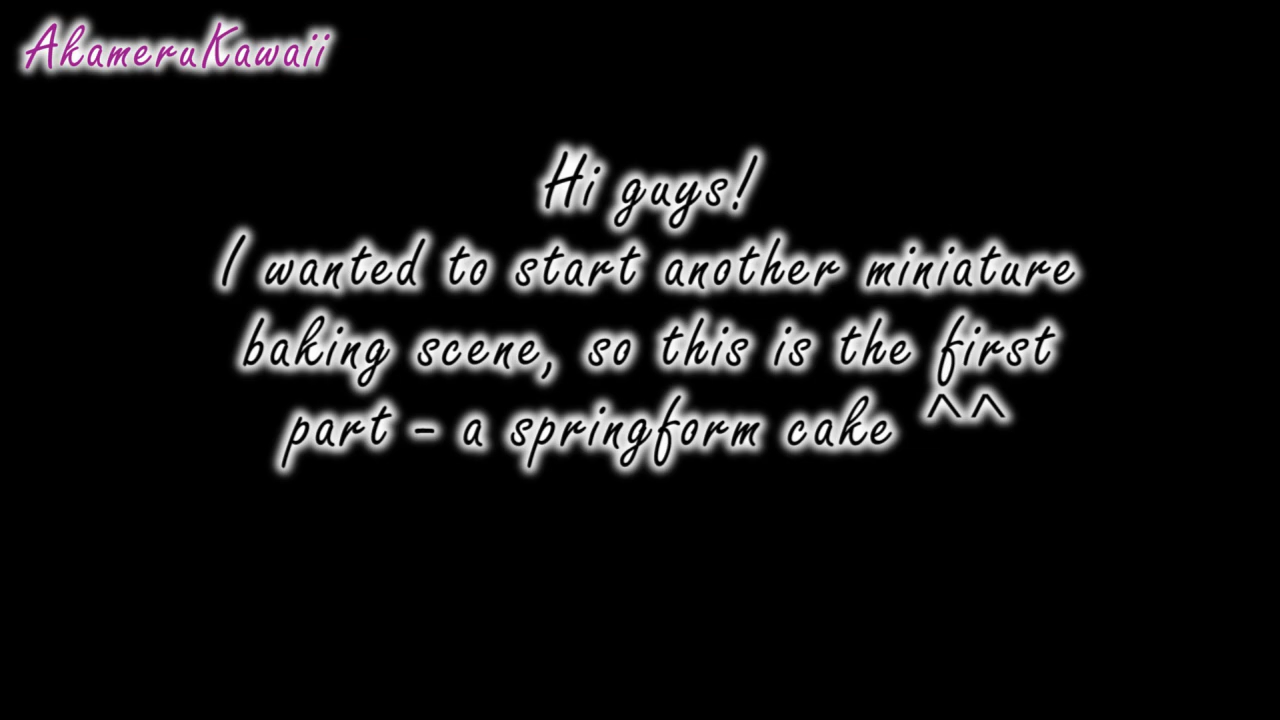 AkameruKawaii
Hi guys!
I wanted to start another miniature
baking scene, so this is the first
part - a springform cake ^^